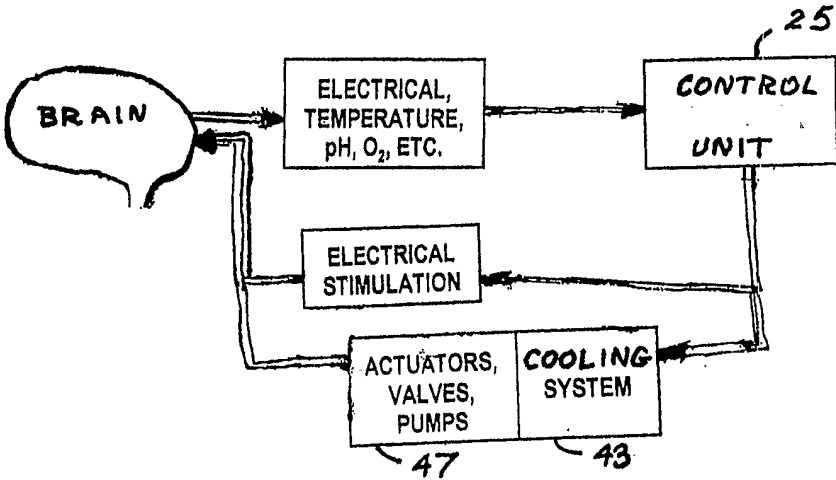 25
BRAIN
ELECTRICAL,
TEMPERATURE,
pH, O₂, ETC.
CONTROL
UNIT
ELECTRICAL
STIMULATION
ACTUATORS,
VALVES,
PUMPS
COOLING
SYSTEM
47
43